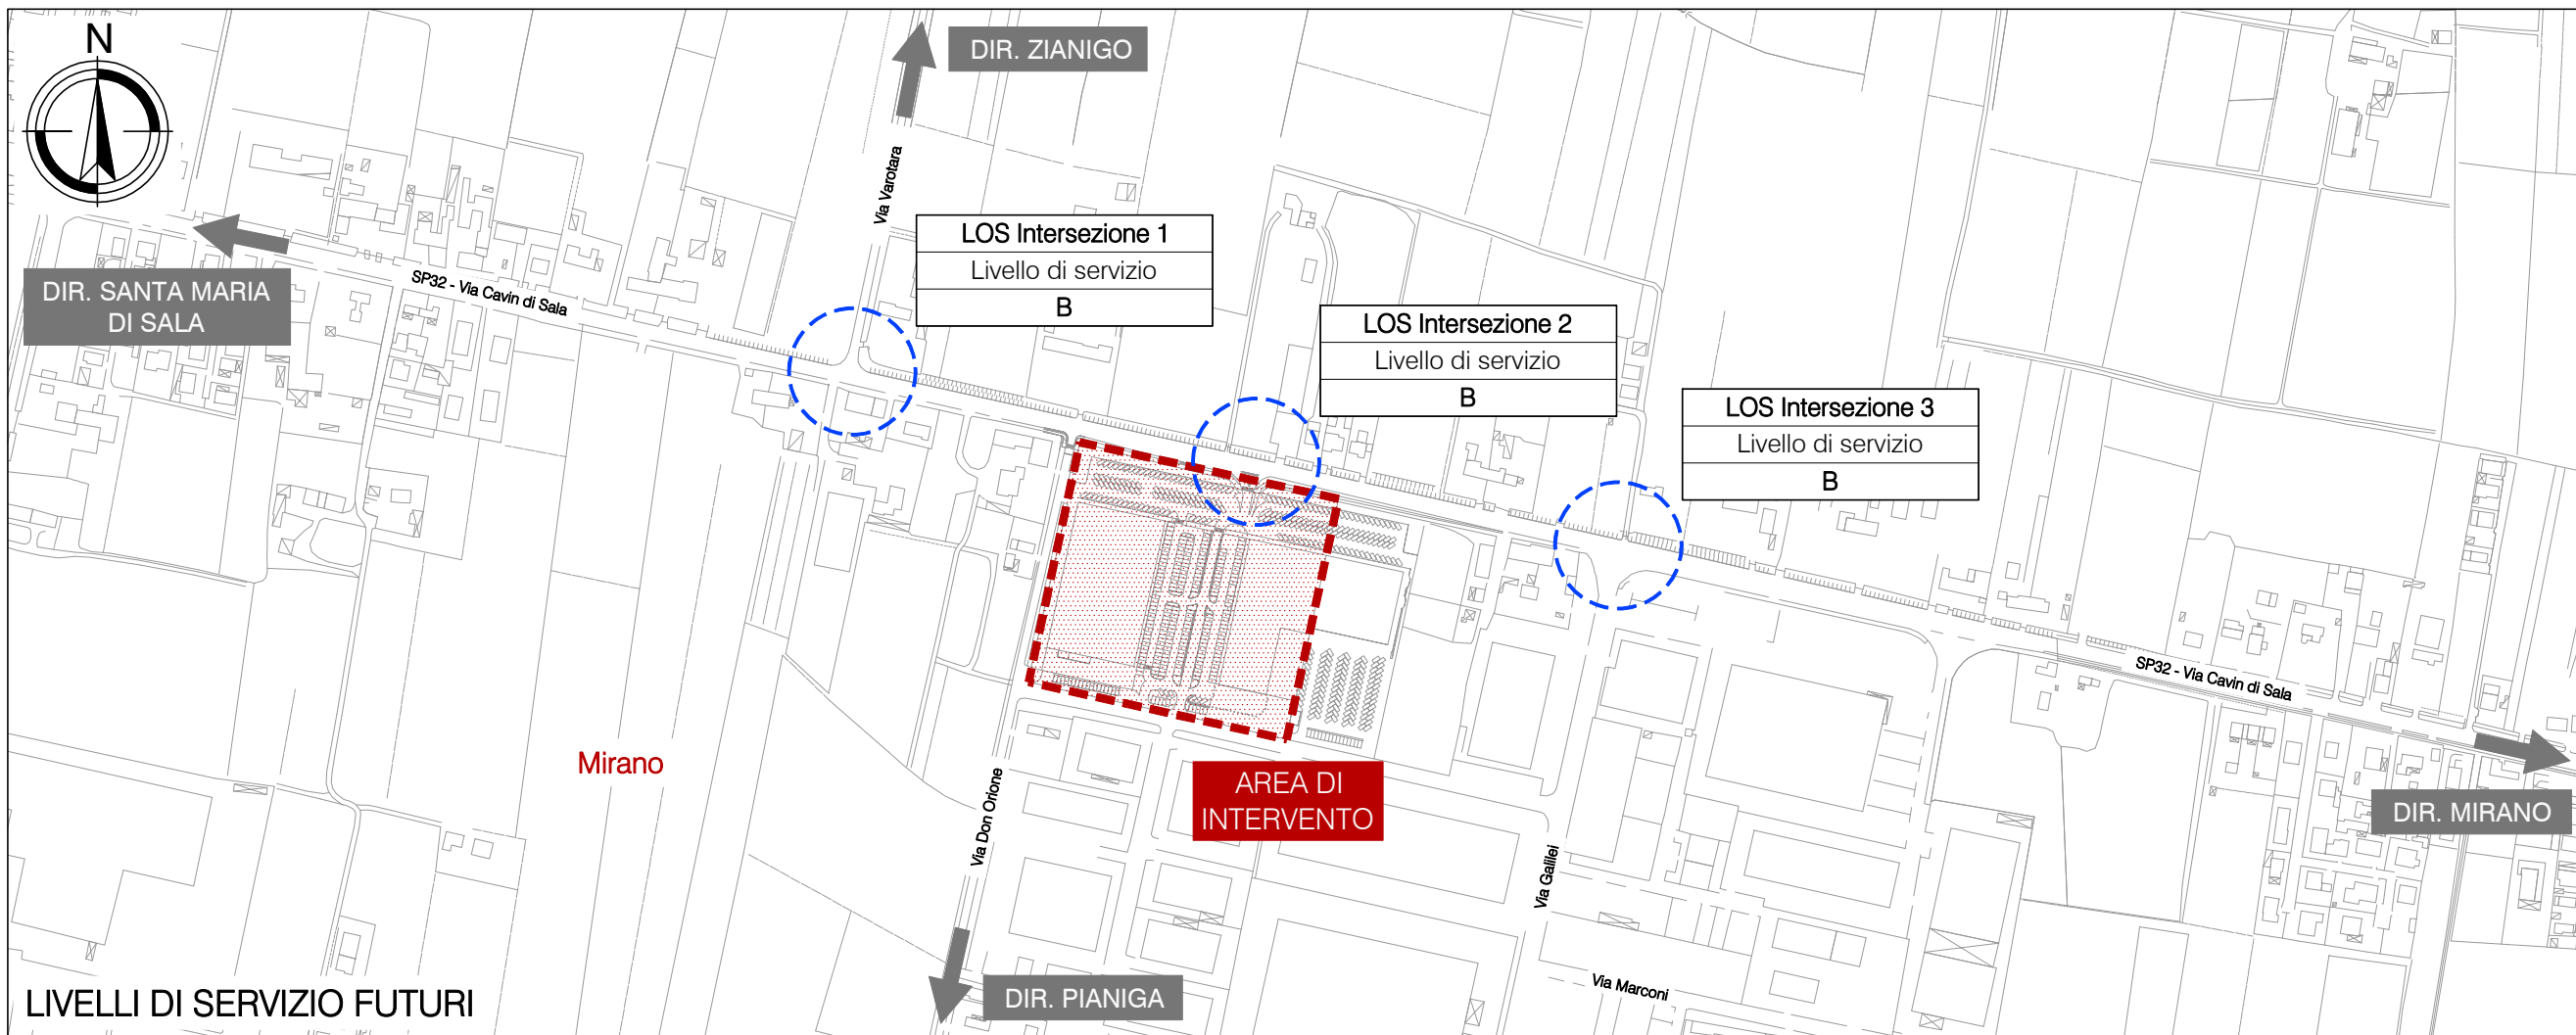 N
DIR. ZIANIGO
Via Varotara
DIR. SANTA MARIA
DI SALA
SP32 - Via Cavin di Sala
LOS Intersezione 1
Livello di servizio
B
LOS Intersezione 2
Livello di servizio
B
LOS Intersezione 3
Livello di servizio
B
SP32 - Via Cavin di Sala
Mirano
AREA DI
INTERVENTO
DIR. MIRANO
Via Don Orione
Via Galilei
Via Marconi
DIR. PIANIGA
LIVELLI DI SERVIZIO FUTURI